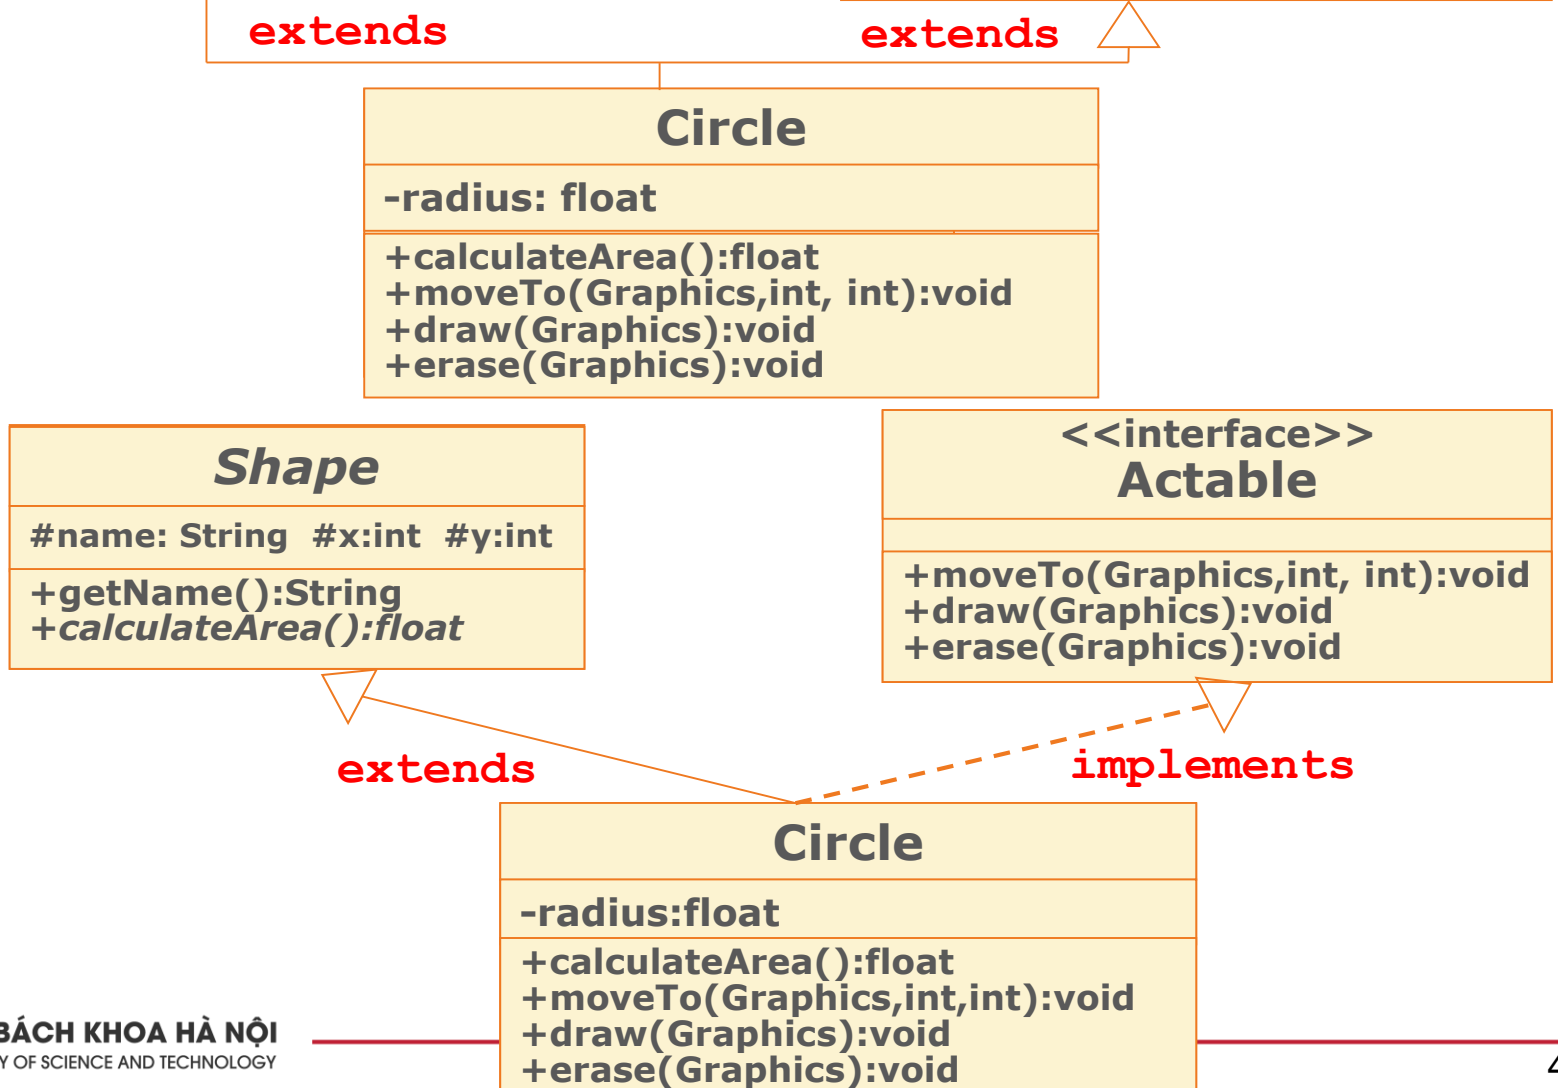 extends
extends
Circle
-radius: float
+calculateArea():float
+moveTo(Graphics,int, int):void
+draw(Graphics):void
+erase(Graphics):void
Shape
#name: String #x:int #y:int
+getName():String
+calculateArea():float
<<interface>>
Actable
+moveTo(Graphics,int, int):void
+draw(Graphics):void
+erase(Graphics):void
extends
implements
Circle
-radius:float
+calculateArea():float
+moveTo(Graphics,int,int):void
+draw(Graphics):void
+erase(Graphics):void
BÁCH KHOA HÀ NỘI
Y OF SCIENCE AND TECHNOLOGY